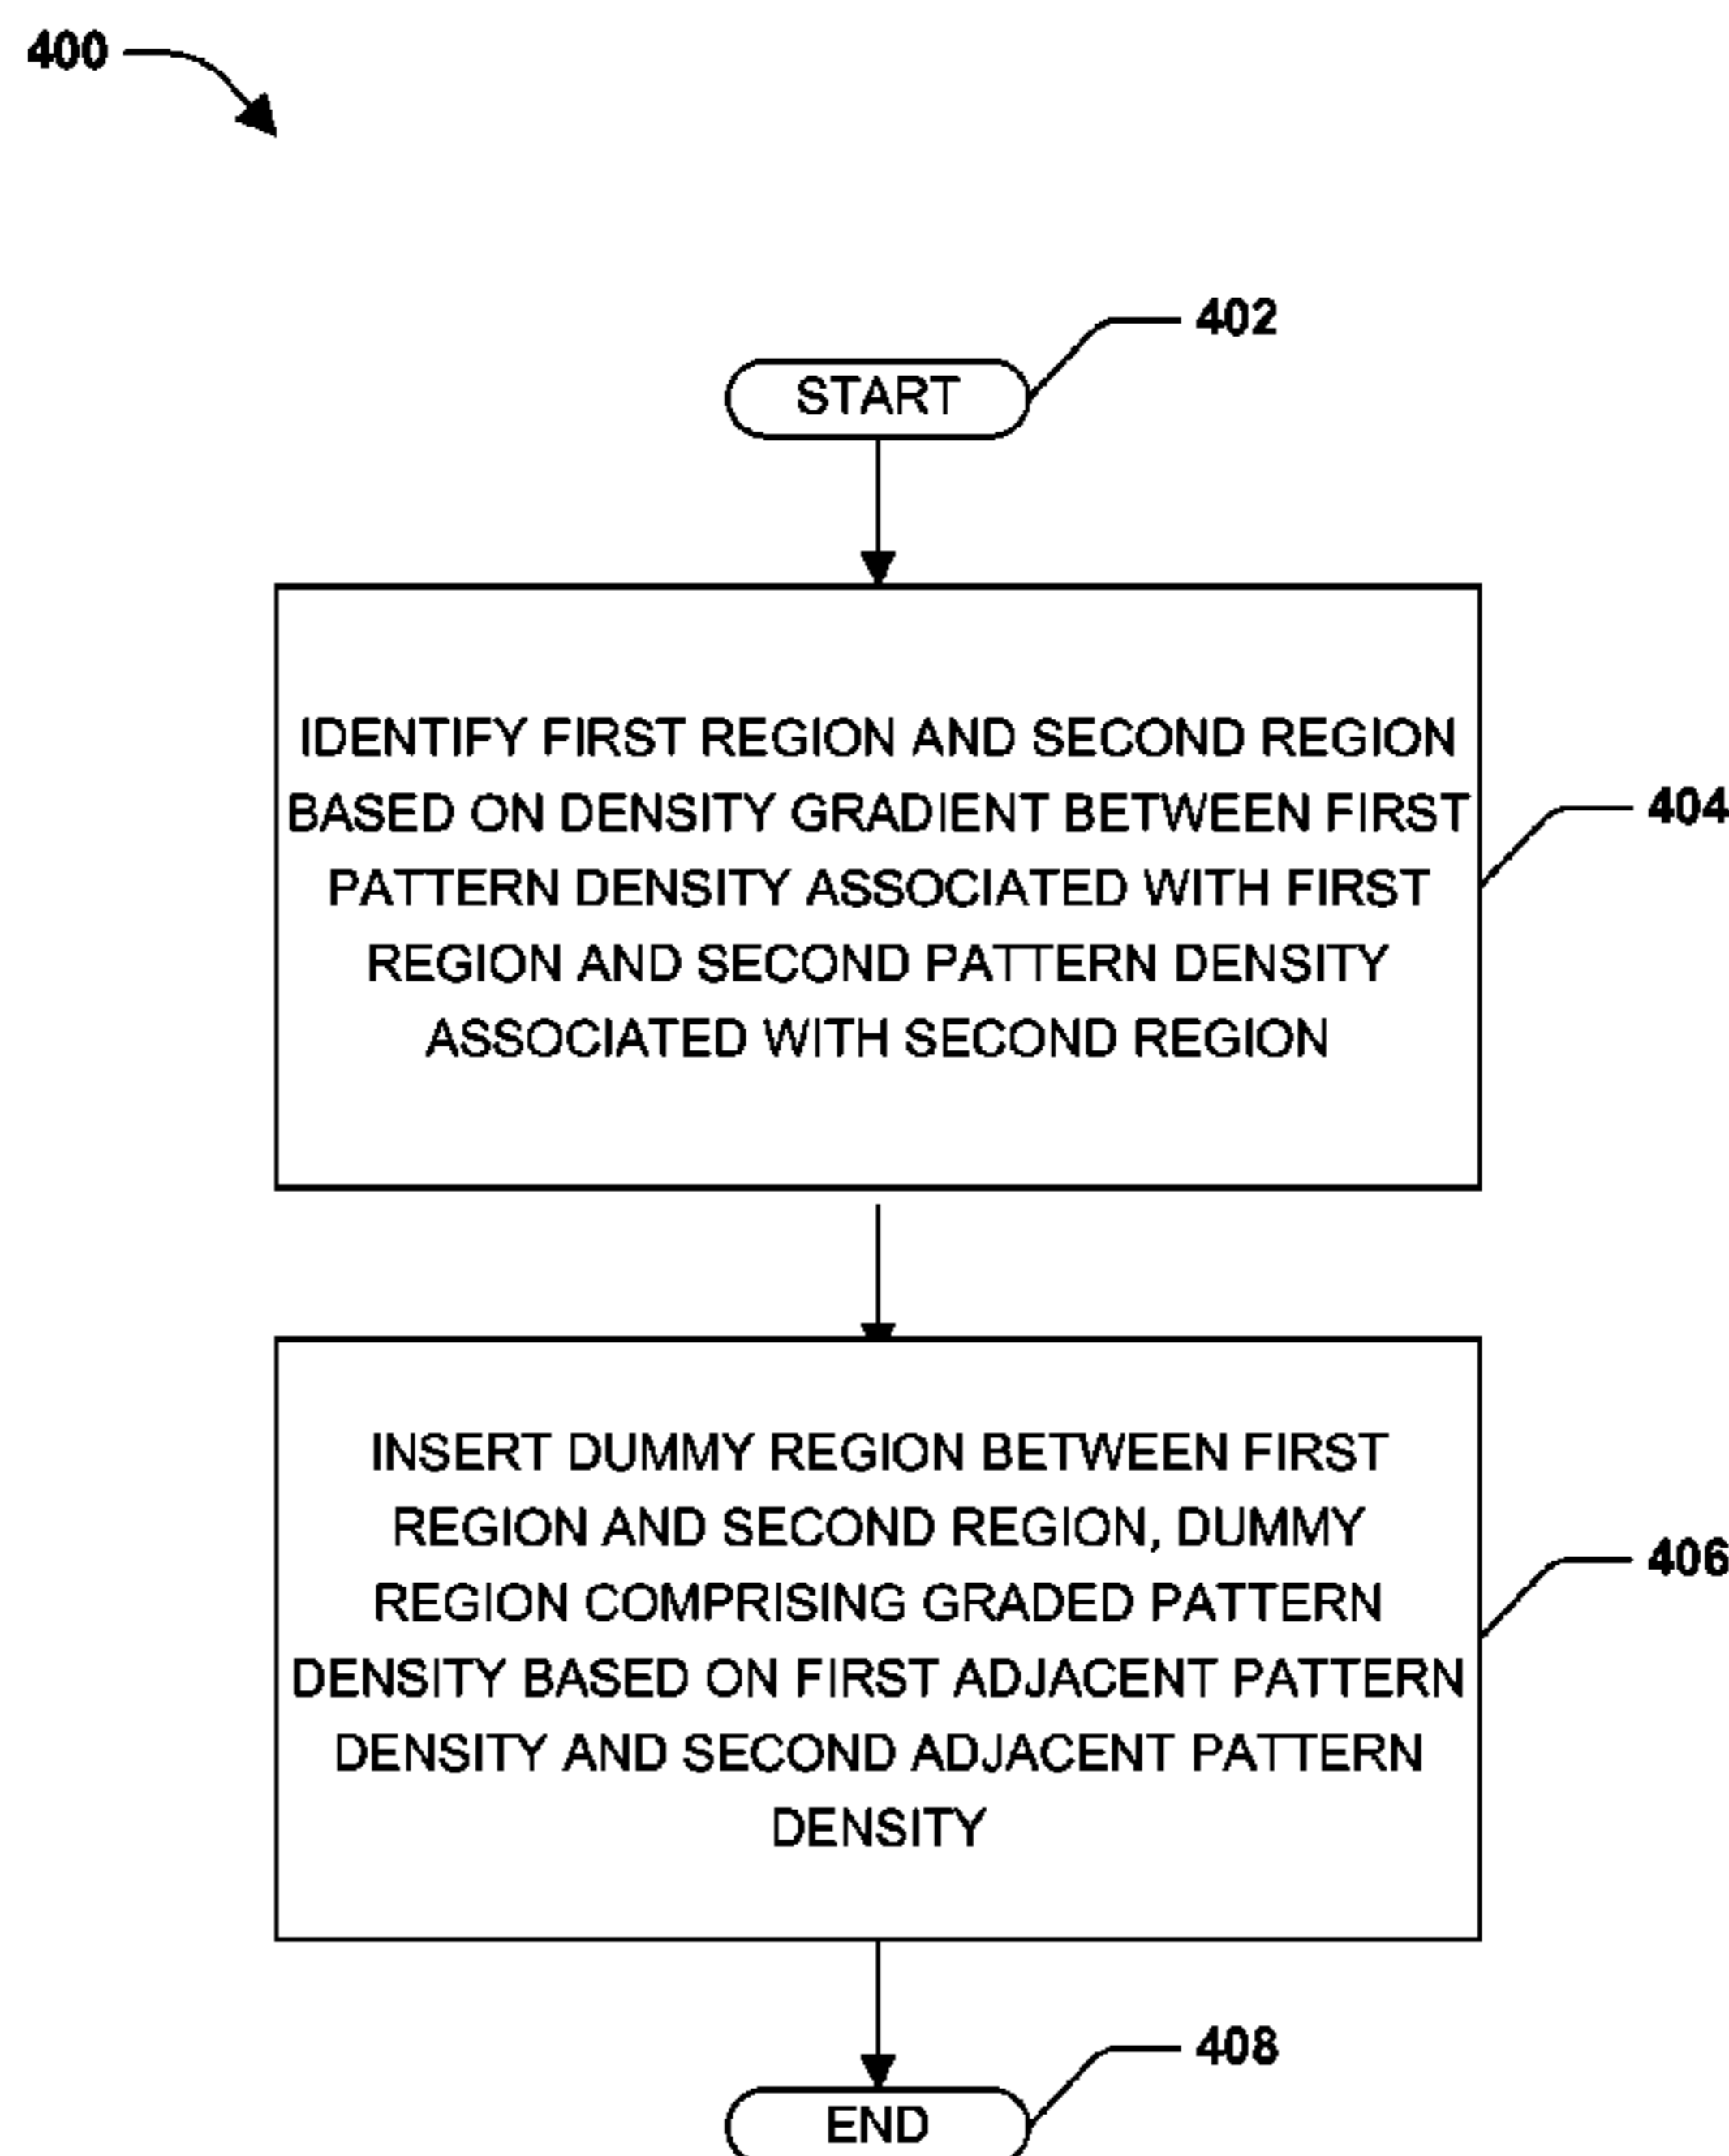 400
402
START
IDENTIFY FIRST REGION AND SECOND REGION
BASED ON DENSITY GRADIENT BETWEEN FIRST
PATTERN DENSITY ASSOCIATED WITH FIRST
REGION AND SECOND PATTERN DENSITY
ASSOCIATED WITH SECOND REGION
404
INSERT DUMMY REGION BETWEEN FIRST
REGION AND SECOND REGION, DUMMY
REGION COMPRISING GRADED PATTERN
DENSITY BASED ON FIRST ADJACENT PATTERN
DENSITY AND SECOND ADJACENT PATTERN
DENSITY
406
408
END